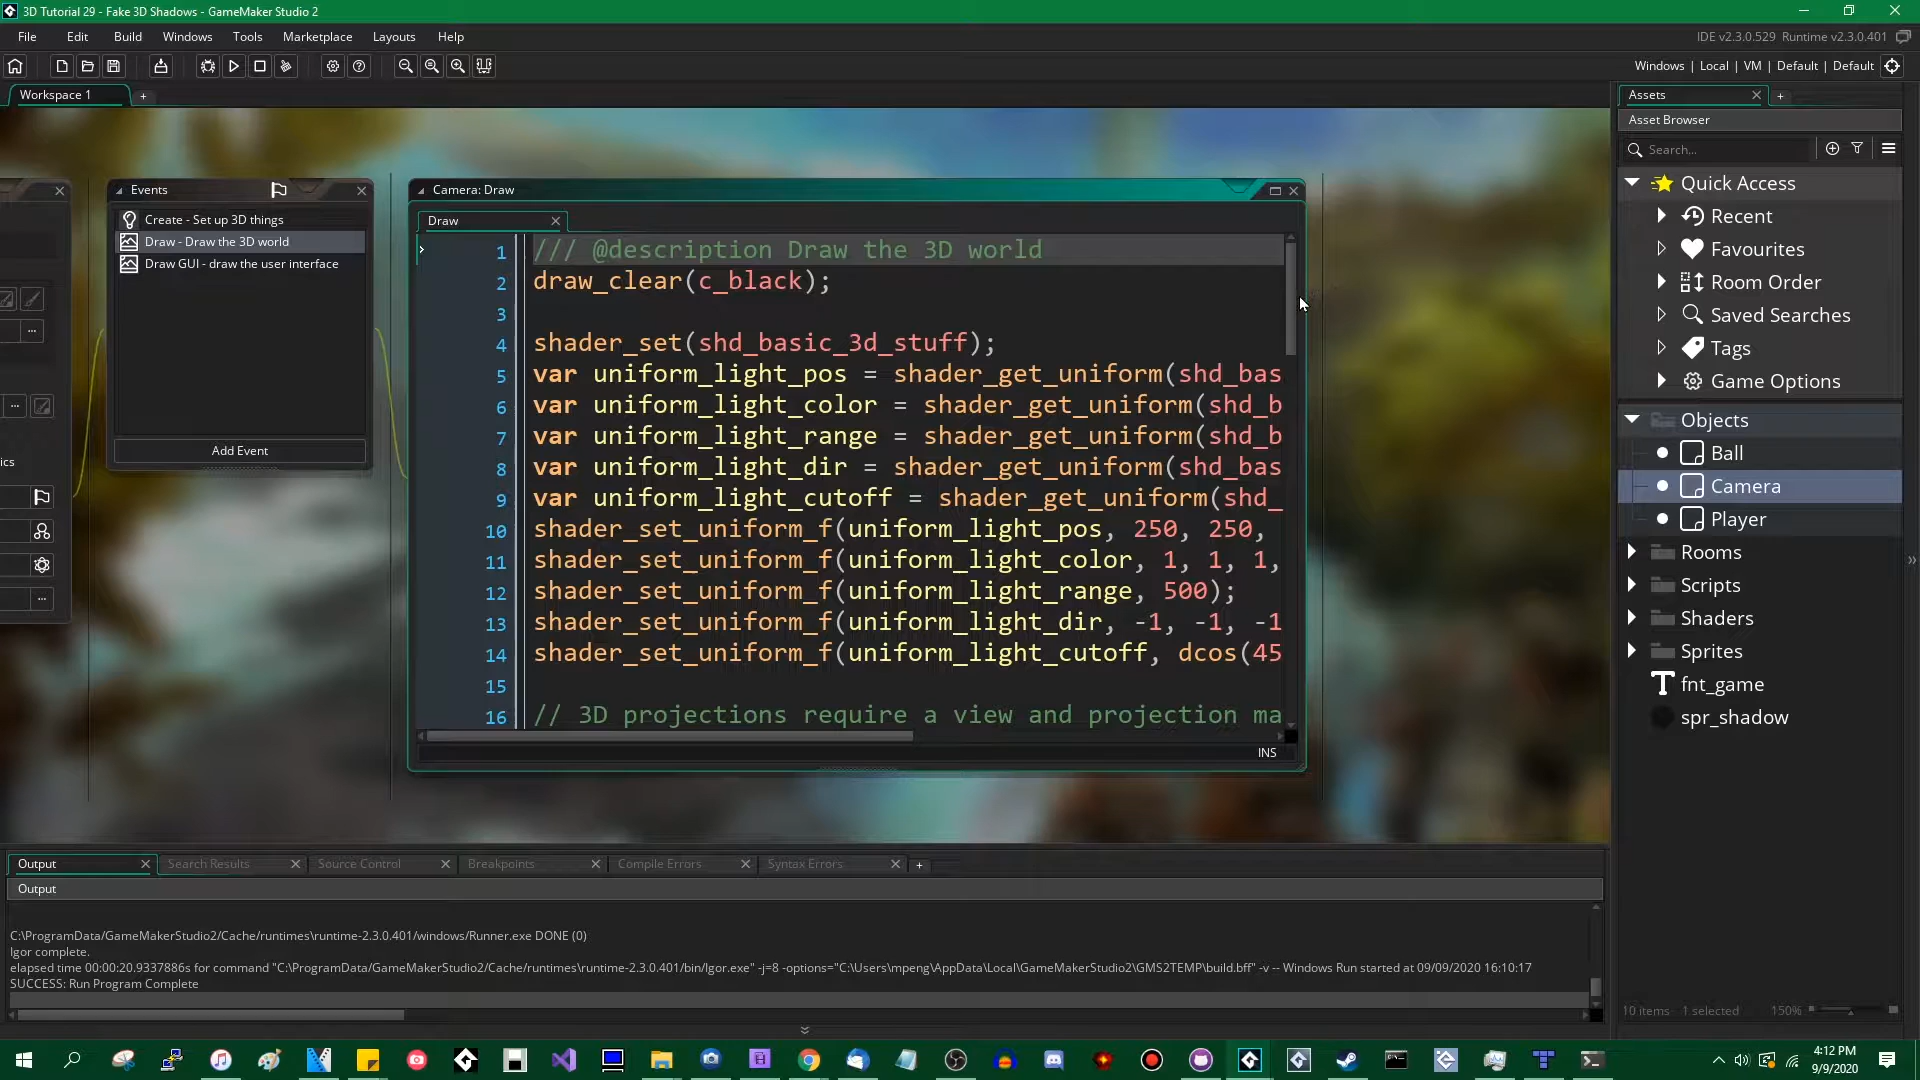 3D Tutorial 29 - Fake 3D Shadows - GameMaker Studio 2
File Edit Build Windows Tools Marketplace Layouts Help
IDE v2.3.0.529 Runtime v2.3.0.401
Windows | Local | VM | Default | Default
Workspace 1
Assets
Asset Browser
Search...
Quick Access
Recent
Favourites
Room Order
Saved Searches
Tags
Game Options
Objects
Ball
Camera
Player
Rooms
Scripts
Shaders
Sprites
fnt_game
spr_shadow
10 items 1 selected 150%
ics
Events
Create - Set up 3D things
Draw - Draw the 3D world
Draw GUI - draw the user interface
Add Event
Camera: Draw
Draw
1 /// @description Draw the 3D world
2 draw_clear(c_black);
3
4 shader_set(shd_basic_3d_stuff);
5 var uniform_light_pos = shader_get_uniform(shd_bas
6 var uniform_light_color = shader_get_uniform(shd_b
7 var uniform_light_range = shader_get_uniform(shd_b
8 var uniform_light_dir = shader_get_uniform(shd_bas
9 var uniform_light_cutoff = shader_get_uniform(shd_
10 shader_set_uniform_f(uniform_light_pos, 250, 250,
11 shader_set_uniform_f(uniform_light_color, 1, 1, 1,
12 shader_set_uniform_f(uniform_light_range, 500);
13 shader_set_uniform_f(uniform_light_dir, -1, -1, -1
14 shader_set_uniform_f(uniform_light_cutoff, dcos(45
15
16 // 3D projections require a view and projection ma
INS
Output Search Results Source Control Breakpoints Compile Errors Syntax Errors
Output
C:\ProgramData/GameMakerStudio2/Cache/runtimes\runtime-2.3.0.401/windows/Runner.exe DONE (0)
Igor complete.
elapsed time 00:00:20.9337886s for command "C:\ProgramData/GameMakerStudio2/Cache/runtimes\runtime-2.3.0.401/bin/Igor.exe" -j=8 -options="C:\Users\mpeng\AppData\Local\GameMakerStudio2\GMS2TEMP\build.bff" -v -- Windows Run started at 09/09/2020 16:10:17
SUCCESS: Run Program Complete
4:12 PM
9/9/2020